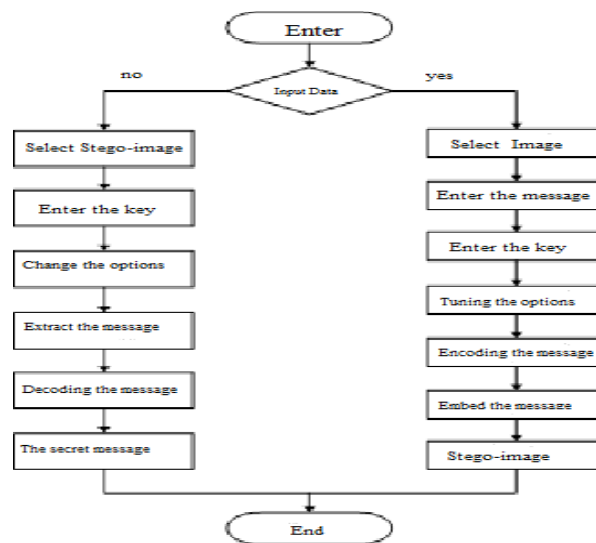 Enter
no
yes
Input Data
Select Stego-image
Enter the key
Change the options
Extract the message
Decoding the message
The secret message
Select Image
Enter the message
Enter the key
Tuning the options
Encoding the message
Embed the message
Stego-image
End